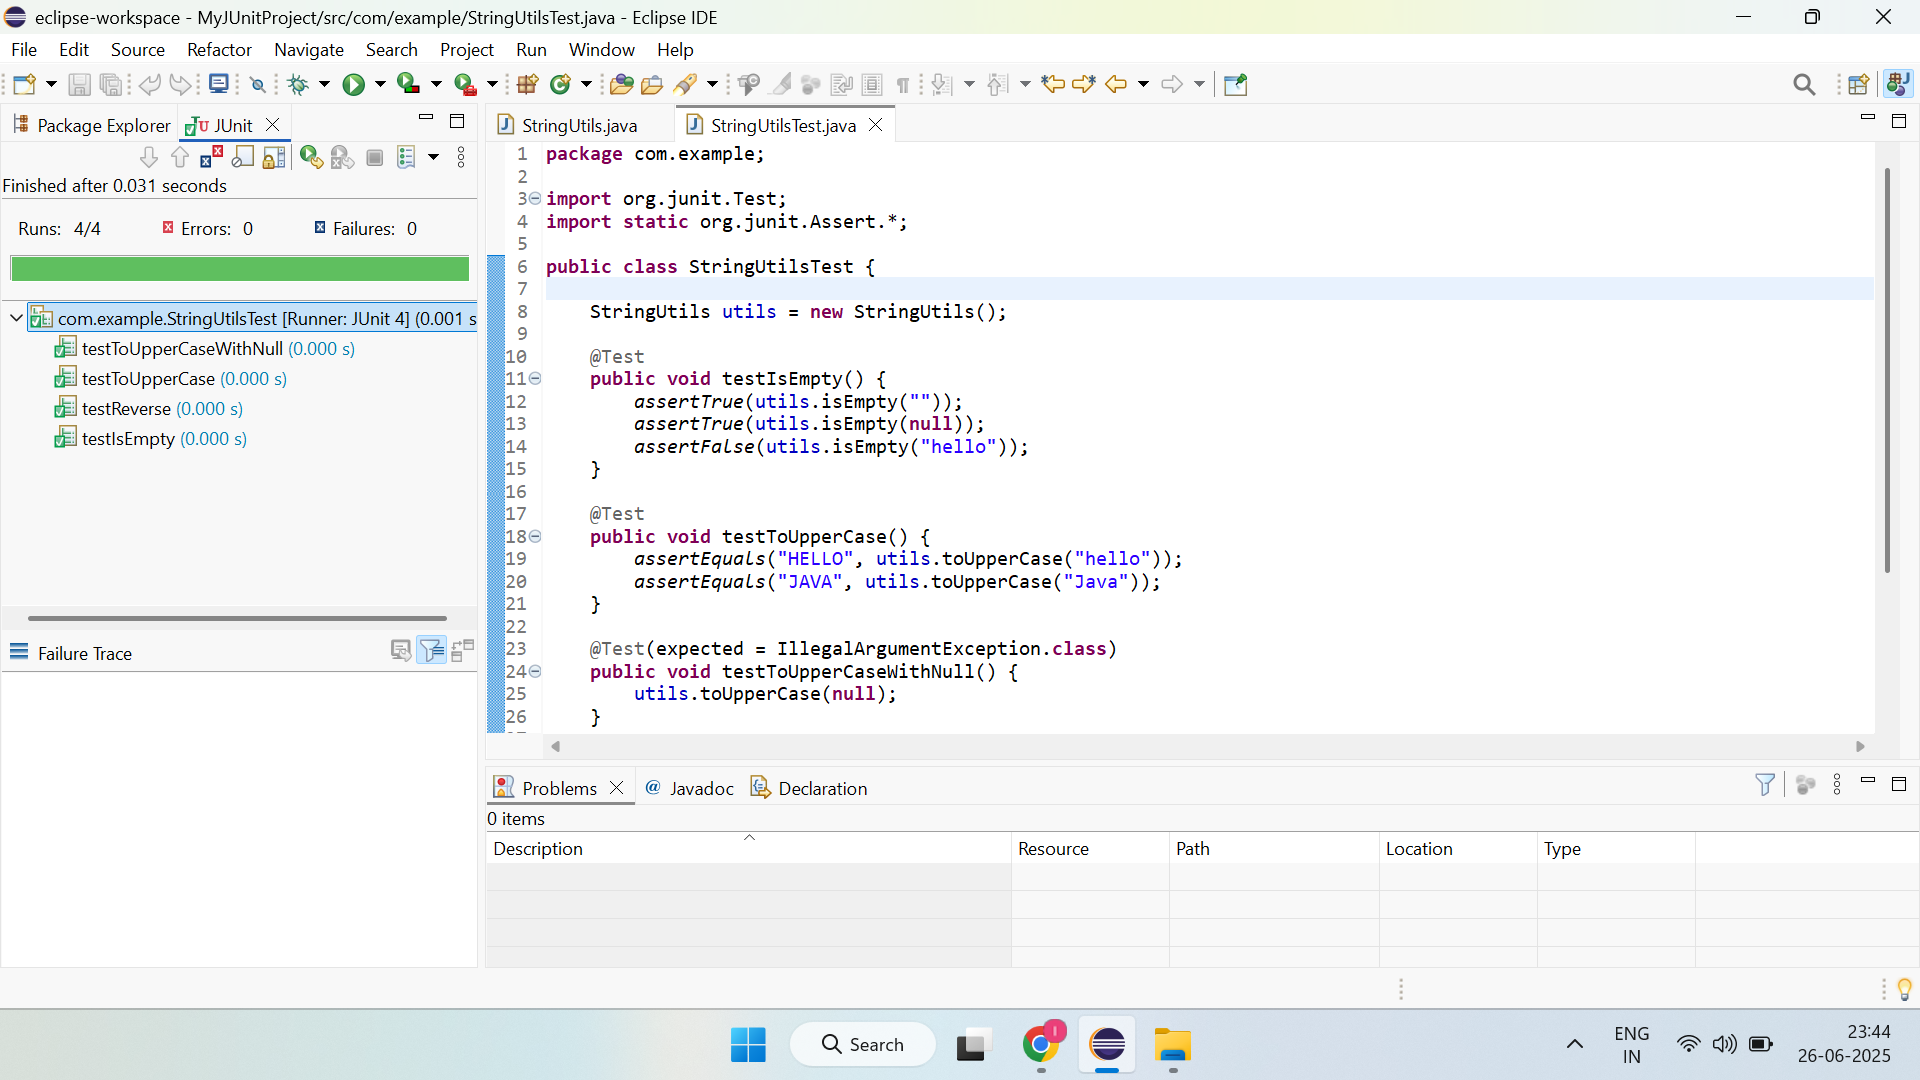 eclipse-workspace - MyJUnitProject/src/com/example/StringUtilsTest.java - Eclipse IDE
File Edit Source Refactor Navigate Search Project Run Window Help
Package Explorer JUnit
Finished after 0.031 seconds
Runs: 4/4 Errors: 0 Failures: 0
com.example.StringUtilsTest [Runner: JUnit 4] (0.001 s
testToUpperCaseWithNull (0.000 s)
testToUpperCase (0.000 s)
testReverse (0.000 s)
testIsEmpty (0.000 s)
Failure Trace
StringUtils.java StringUtilsTest.java
1 package com.example;
2
3 import org.junit.Test;
4 import static org.junit.Assert.*;
5
6 public class StringUtilsTest {
7
8 StringUtils utils = new StringUtils();
9
10 @Test
11 public void testIsEmpty() {
12 assertTrue(utils.isEmpty(""));
13 assertTrue(utils.isEmpty(null));
14 assertFalse(utils.isEmpty("hello"));
15 }
16
17 @Test
18 public void testToUpperCase() {
19 assertEquals("HELLO", utils.toUpperCase("hello"));
20 assertEquals("JAVA", utils.toUpperCase("Java"));
21 }
22
23 @Test(expected = IllegalArgumentException.class)
24 public void testToUpperCaseWithNull() {
25 utils.toUpperCase(null);
26 }
Problems @ Javadoc Declaration
0 items
Description Resource Path Location Type
Search
ENG
IN
23:44
26-06-2025